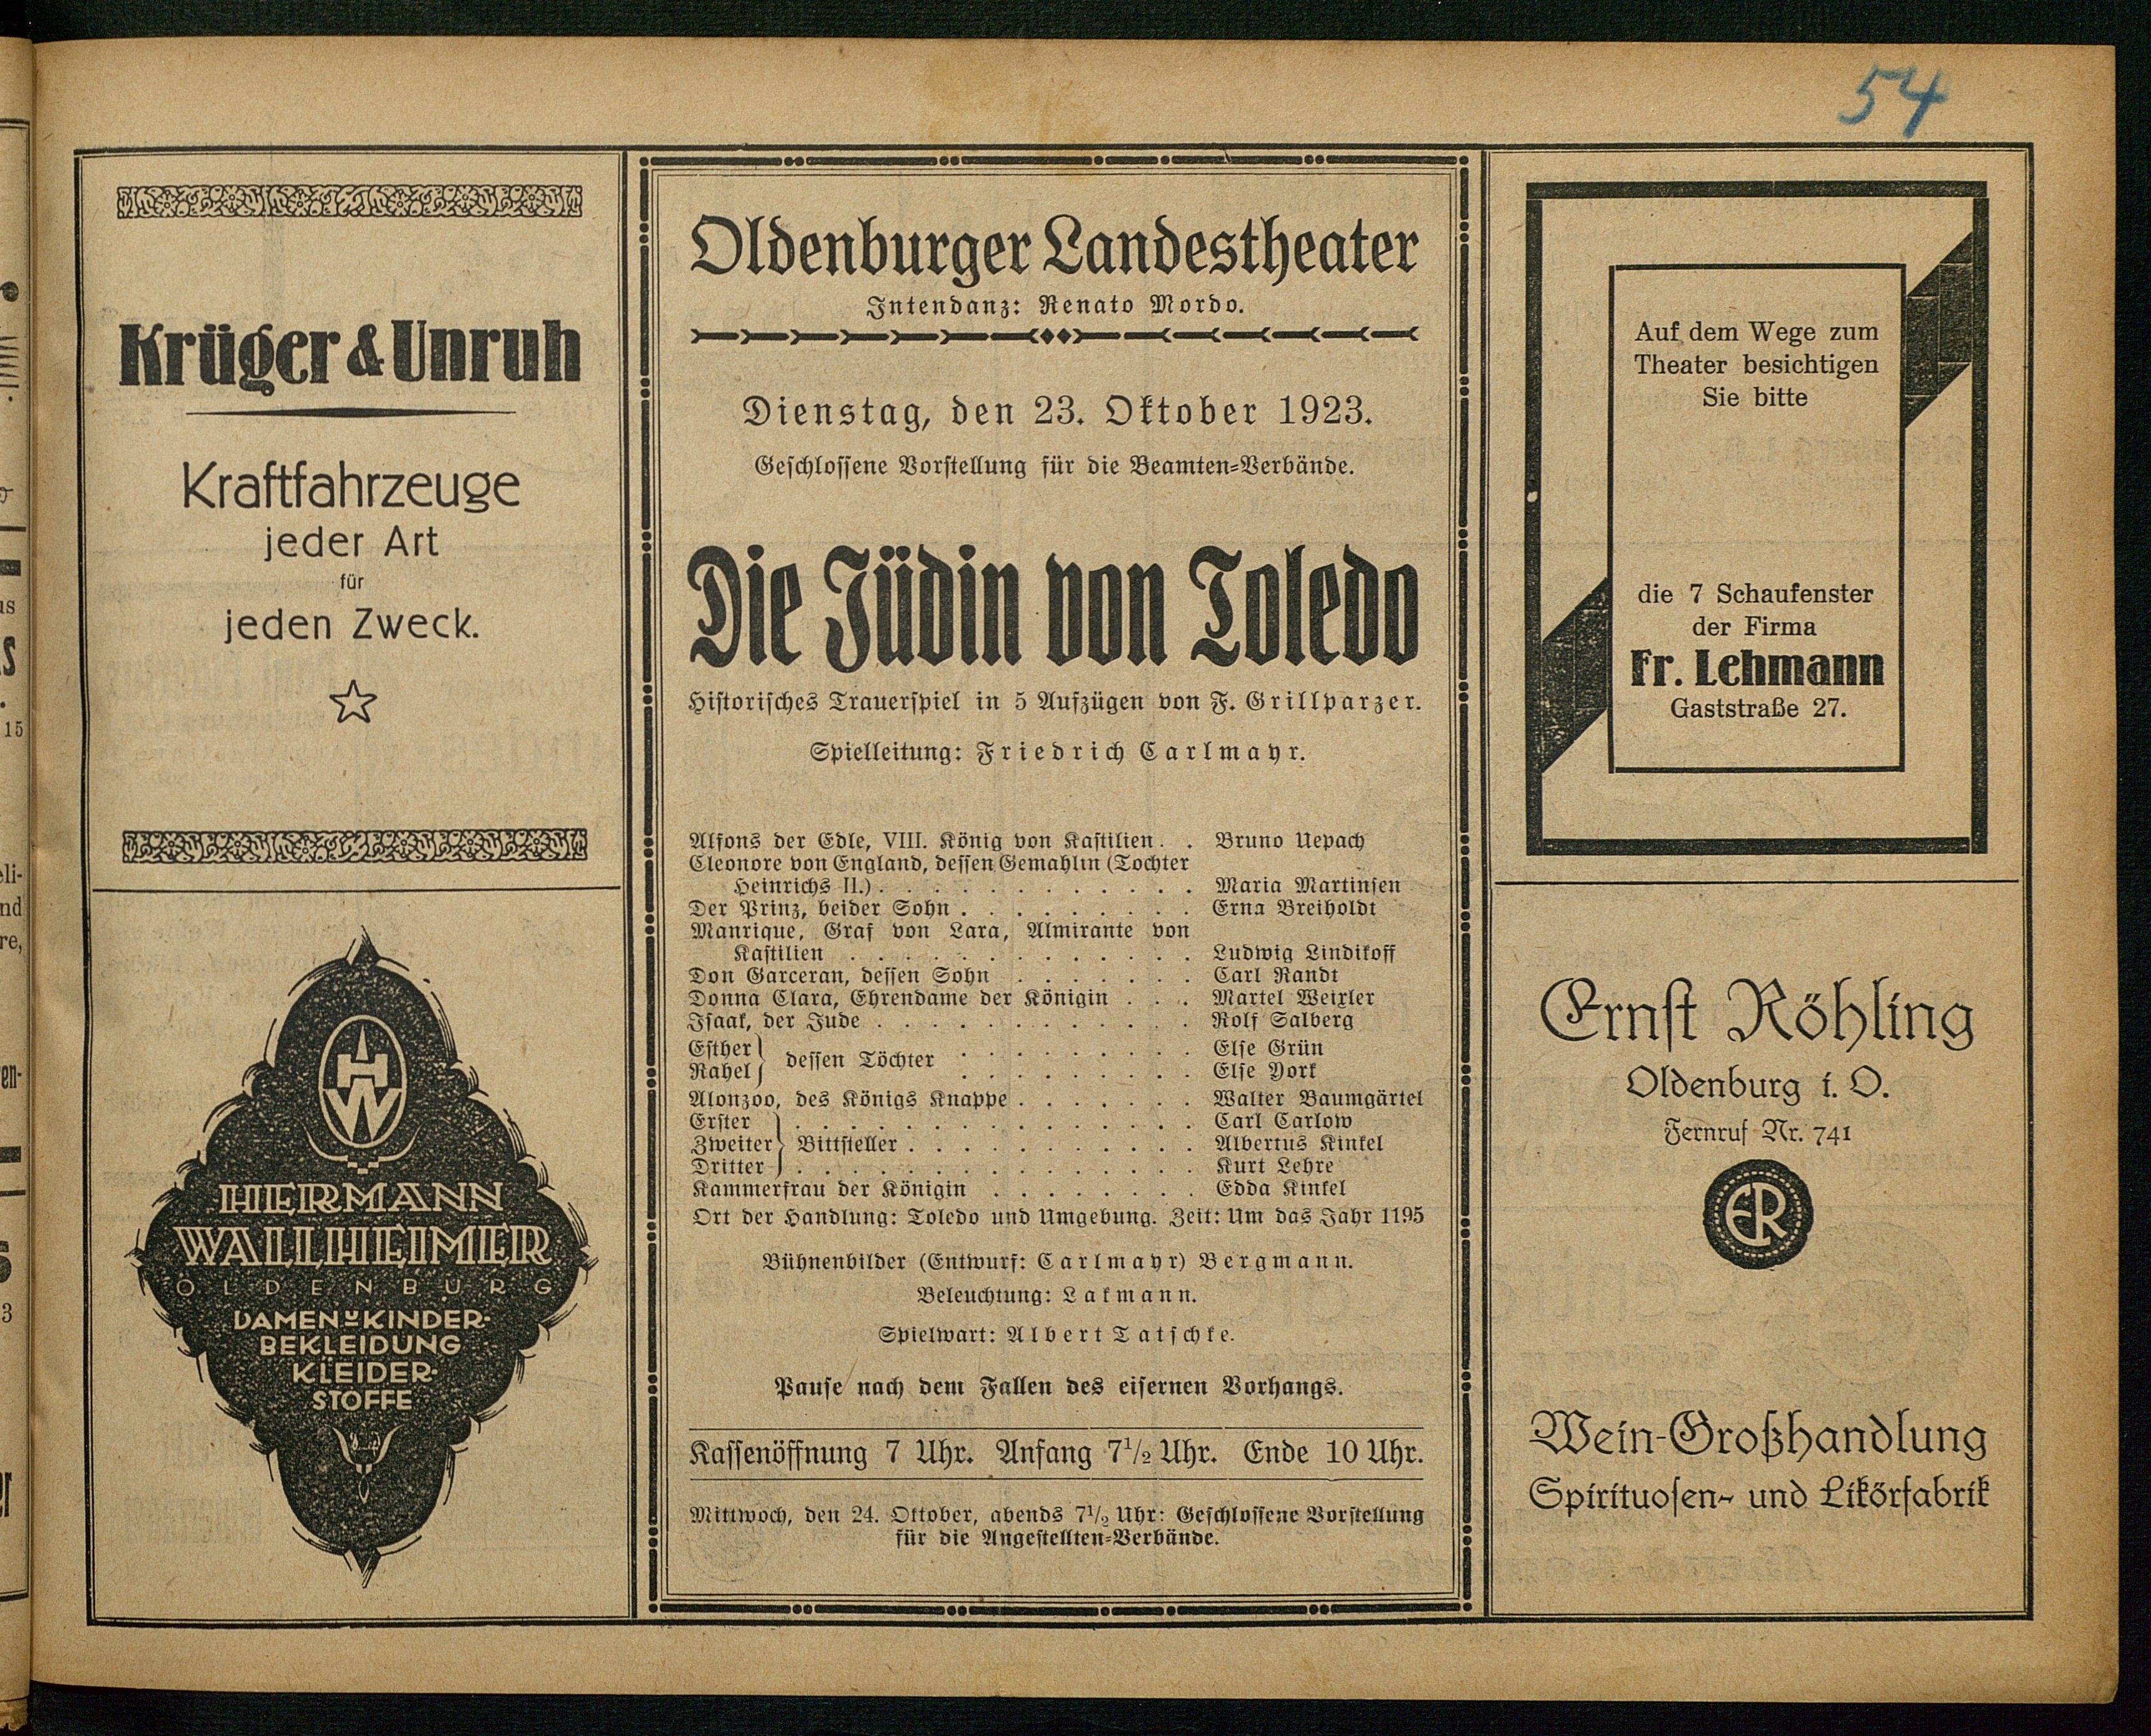 54
Krüger & Unruh
Kraftfahrzeuge
jeder Art
für
jeden Zweck.
HW
HERMANN
WALLHEIMER
OLDENBURG
DAMEN U KINDER-
BEKLEIDUNG
KLEIDER-
STOFFE
Oldenburger Landestheater
Intendanz: Renato Mordo.
Dienstag, den 23. Oktober 1923.
Geschlossene Vorstellung für die Beamten-Verbände.
Die Jüdin von Toledo
Historisches Trauerspiel in 5 Aufzügen von F. Grillparzer.
Spielleitung: Friedrich Carlmayr.
Alfons der Edle, VIII. König von Kastilien . . Bruno Uepach
Eleonore von England, dessen Gemahlin (Tochter
Heinrichs II.) . . . . . . . . . . . . Maria Martinsen
Der Prinz, beider Sohn . . . . . . . . . Erna Breiholdt
Manrique, Graf von Lara, Almirante von
Kastilien . . . . . . . . . . . . . Ludwig Lindikoff
Don Garceran, dessen Sohn . . . . . . . Carl Randt
Donna Clara, Ehrendame der Königin . . . Martel Weixler
Isaak, der Jude . . . . . . . . . . . . Rolf Salberg
Esther } dessen Töchter . . . . . . . . . Else Grün
Rahel } . . . . . . . . . Else York
Alonzoo, des Königs Knappe . . . . . . . Walter Baumgärtel
Erster } . . . . . . . . . . . . . . . Carl Carlow
Zweiter } Bittsteller . . . . . . . . . . . Albertus Kinkel
Dritter } . . . . . . . . . . . . . . . Kurt Lehre
Kammerfrau der Königin . . . . . . . . Edda Kinkel
Ort der Handlung: Toledo und Umgebung. Zeit: Um das Jahr 1195
Bühnenbilder (Entwurf: Carlmayr) Bergmann.
Beleuchtung: Lakmann.
Spielwart: Albert Tatschke.
Pause nach dem Fallen des eisernen Vorhangs.
Kassenöffnung 7 Uhr. Anfang 7 1/2 Uhr. Ende 10 Uhr.
Mittwoch, den 24. Oktober, abends 7 1/2 Uhr: Geschlossene Vorstellung
für die Angestellten-Verbände.
Auf dem Wege zum
Theater besichtigen
Sie bitte
die 7 Schaufenster
der Firma
Fr. Lehmann
Gaststraße 27.
Ernst Röhling
Oldenburg i. O.
Fernruf Nr. 741
ER
Wein-Großhandlung
Spirituosen- und Likörfabrik